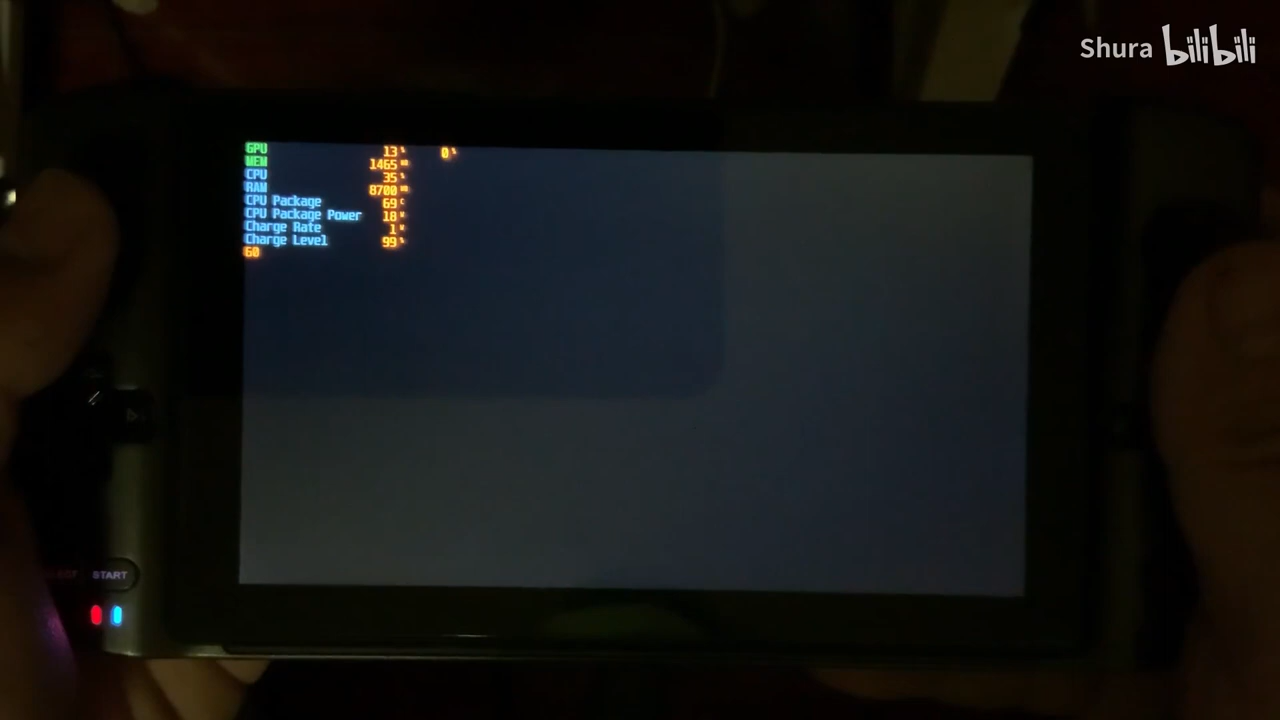 Shura bilibili
GPU 13% 0%
MEM 1465 MB
CPU 35%
RAM 8700 MB
CPU Package 69 C
CPU Package Power 18 W
Charge Rate 1 W
Charge Level 99%
60
START